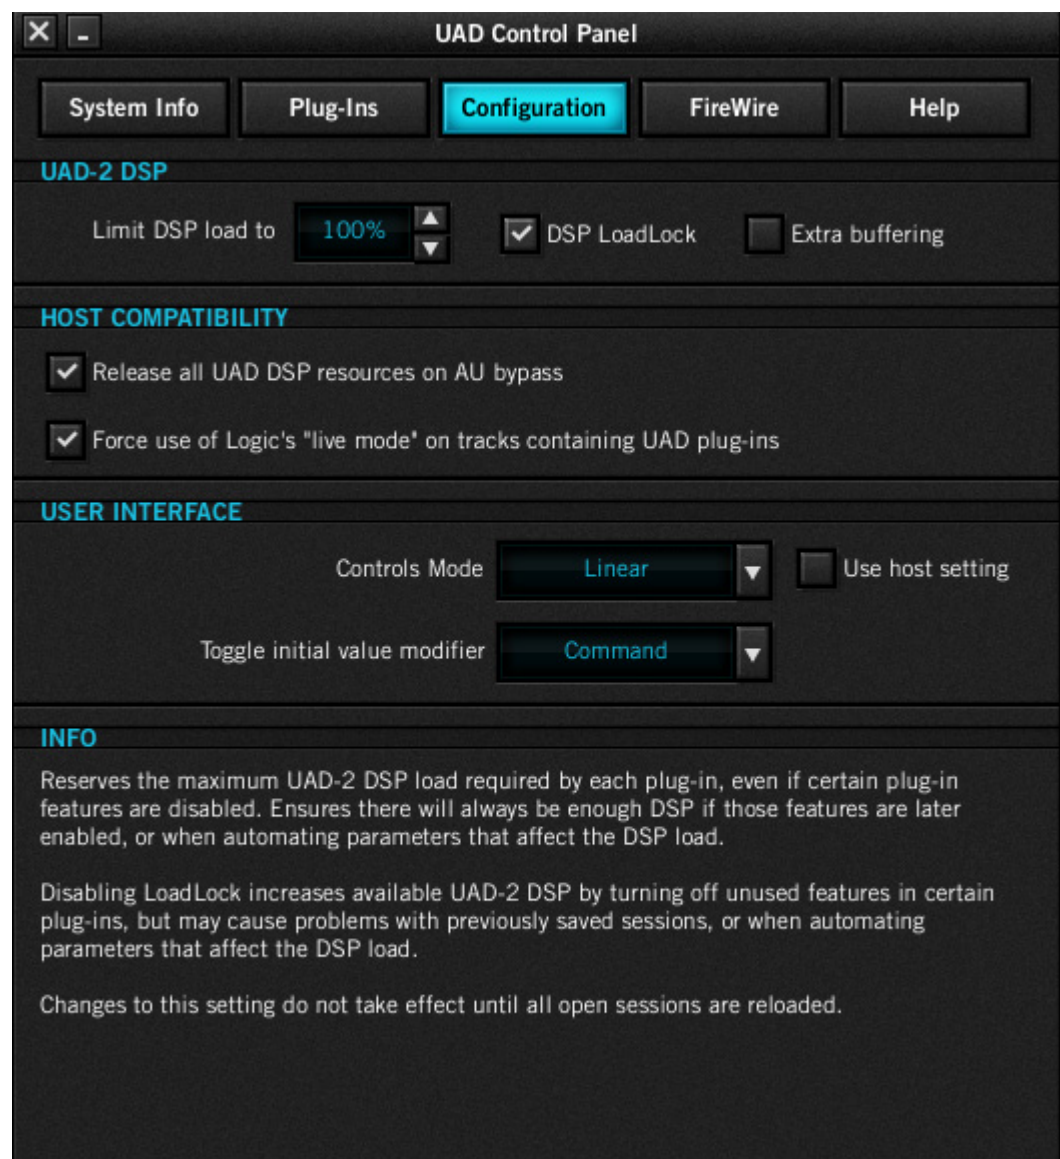 UAD Control Panel
System Info
Plug-Ins
Configuration
FireWire
Help
UAD-2 DSP
Limit DSP load to
100%
DSP LoadLock
Extra buffering
HOST COMPATIBILITY
Release all UAD DSP resources on AU bypass
Force use of Logic's "live mode" on tracks containing UAD plug-ins
USER INTERFACE
Controls Mode
Linear
Use host setting
Toggle initial value modifier
Command
INFO
Reserves the maximum UAD-2 DSP load required by each plug-in, even if certain plug-in
features are disabled. Ensures there will always be enough DSP if those features are later
enabled, or when automating parameters that affect the DSP load.
Disabling LoadLock increases available UAD-2 DSP by turning off unused features in certain
plug-ins, but may cause problems with previously saved sessions, or when automating
parameters that affect the DSP load.
Changes to this setting do not take effect until all open sessions are reloaded.